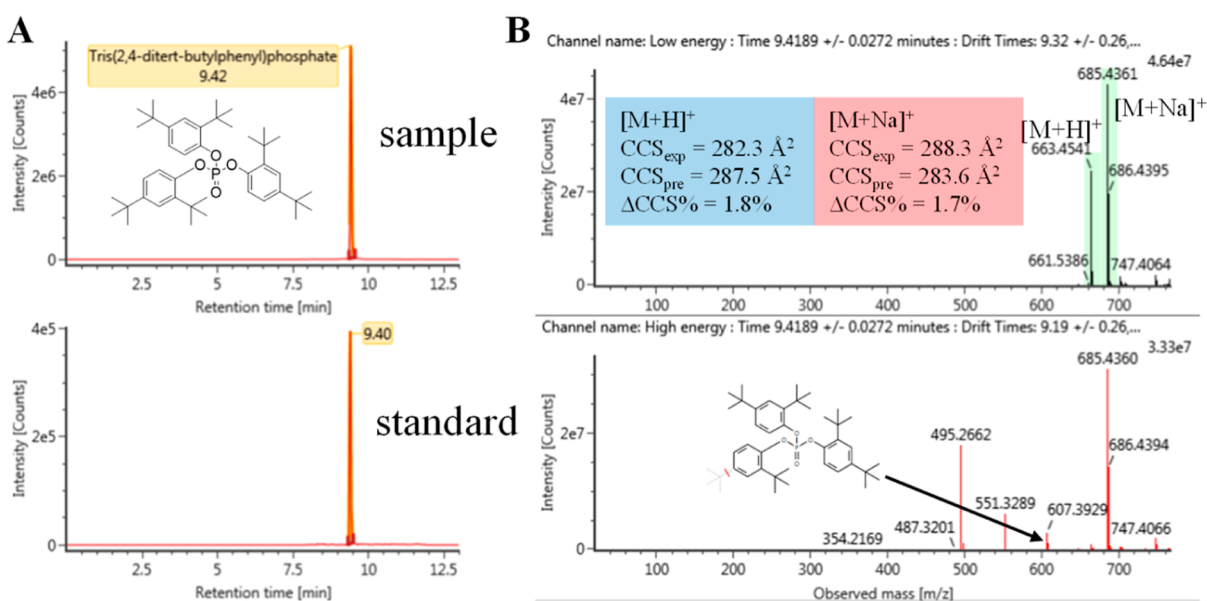 A
Tris(2,4-ditert-butylphenyl)phosphate
9.42
sample
Intensity [Counts]
4e6
2e6
0
2.5
5
7.5
10
12.5
Retention time [min]
O
O
P
O
O
4e5
9.40
standard
Intensity [Counts]
2e5
0
2.5
5
7.5
10
12.5
Retention time [min]
B
Channel name: Low energy : Time 9.4189 +/- 0.0272 minutes : Drift Times: 9.32 +/- 0.26,...
4.64e7
685.4361
[M+Na]+
[M+H]+
663.4541
686.4395
661.5386
747.4064
[M+H]+
CCSexp = 282.3 Å2
CCSpre = 287.5 Å2
ΔCCS% = 1.8%
[M+Na]+
CCSexp = 288.3 Å2
CCSpre = 283.6 Å2
ΔCCS% = 1.7%
Intensity [Counts]
4e7
2e7
0
100
200
300
400
500
600
700
Channel name: High energy : Time 9.4189 +/- 0.0272 minutes : Drift Times: 9.19 +/- 0.26,...
3.33e7
685.4360
495.2662
686.4394
551.3289
607.3929
487.3201
747.4066
354.2169
O
O
P
O
O
Intensity [Counts]
2e7
0
100
200
300
400
500
600
700
Observed mass [m/z]